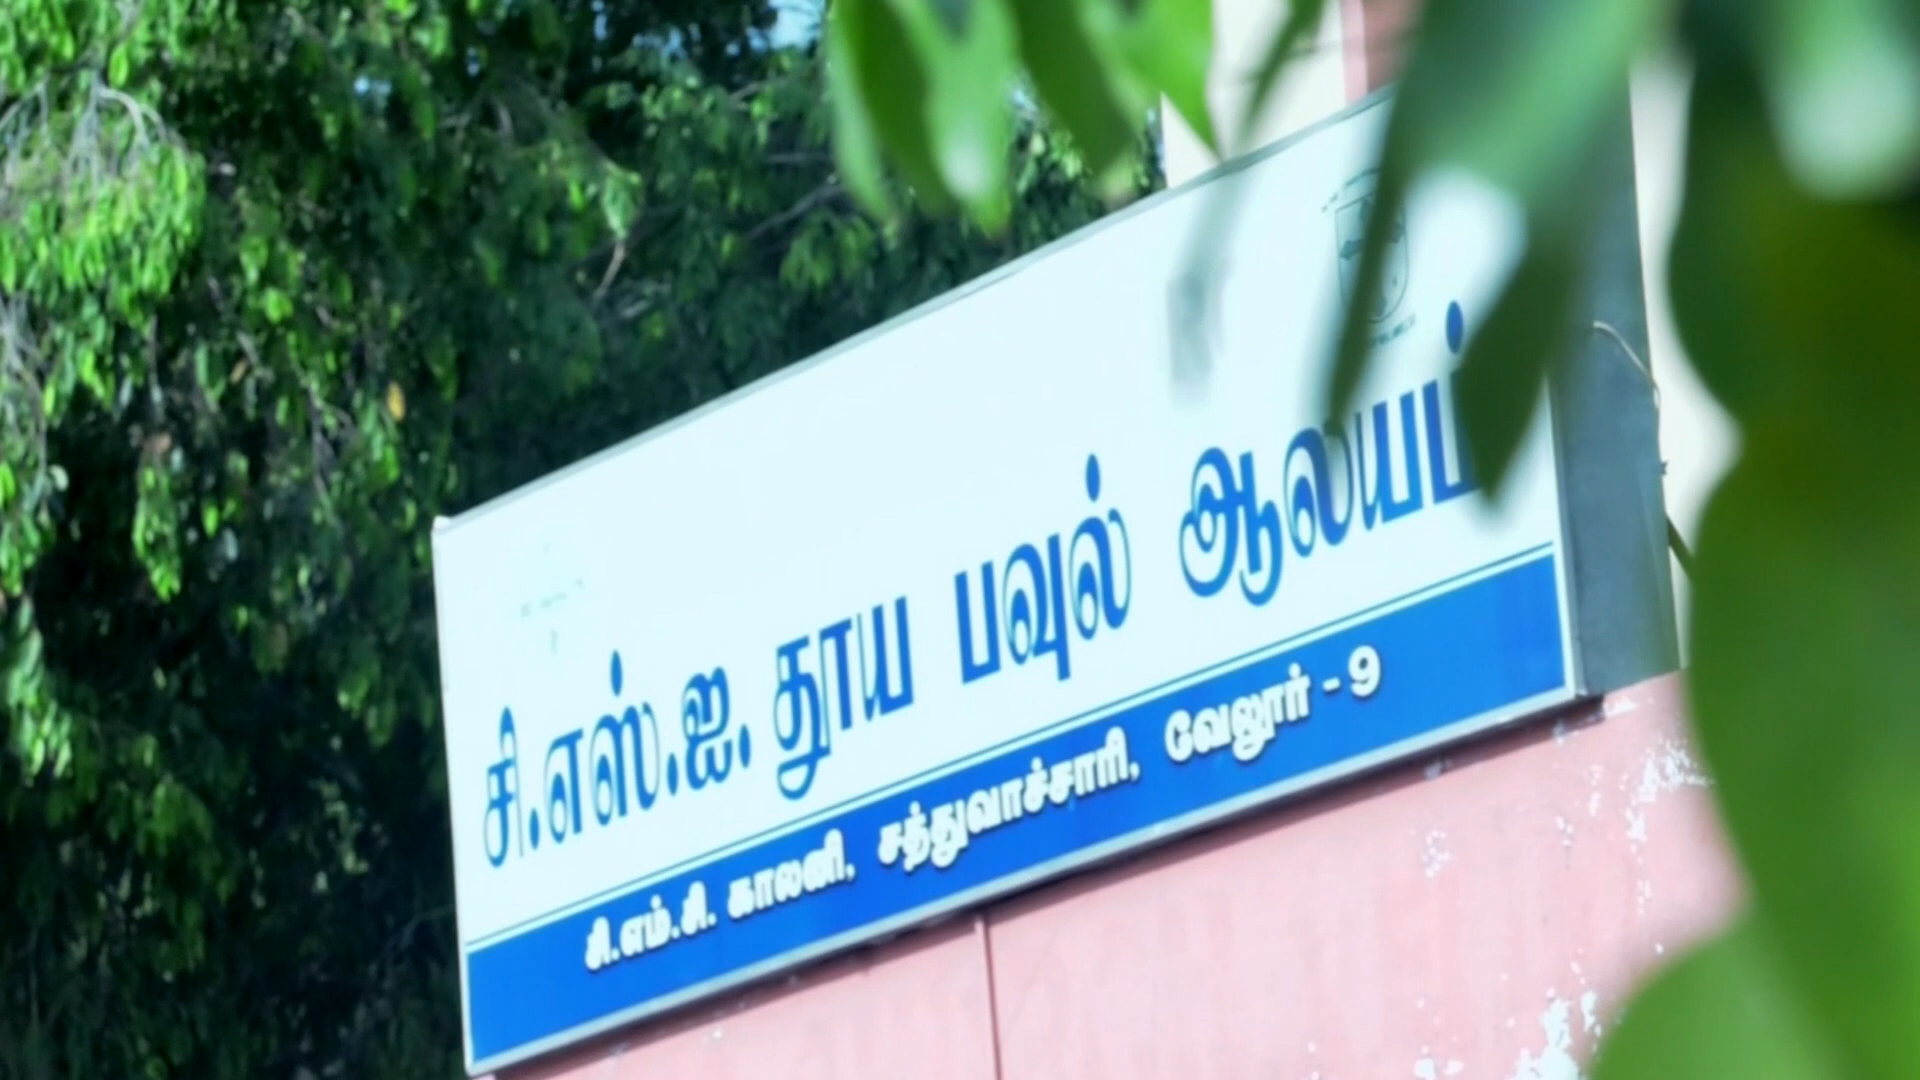 சி.எஸ்.ஐ. தூய பவுல் ஆலயம்
சி.எம்.சி. காலனி, சத்துவாச்சாரி, வேலூர் - 9